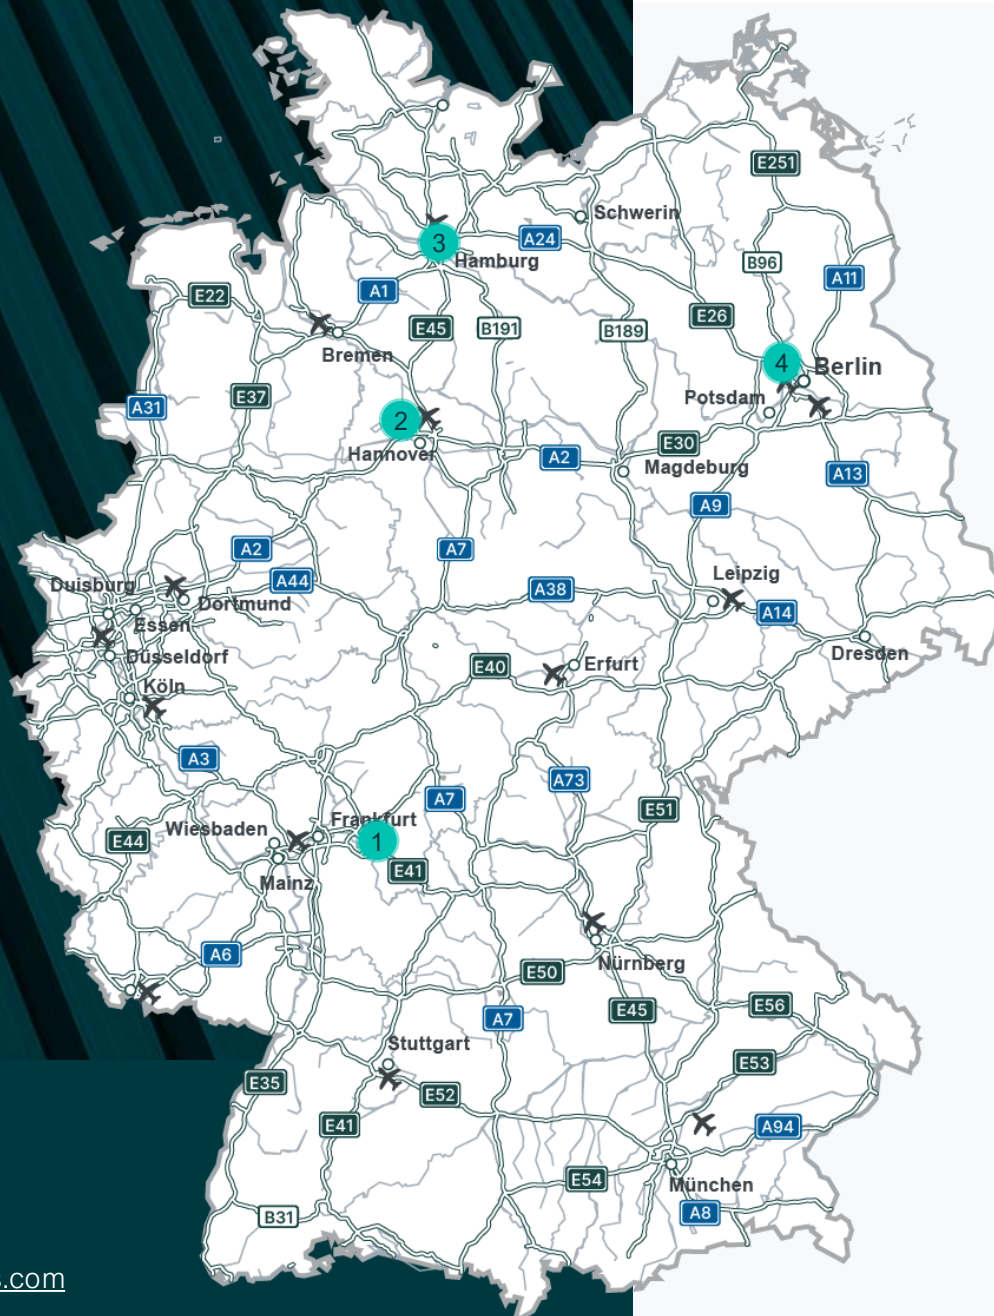 E251
Schwerin
3
A24
Hamburg
B96
A11
A1
E22
E45
B191
B189
E26
Bremen
4
Berlin
E37
A31
Potsdam
2
Hannover
A2
E30
Magdeburg
A13
A9
A2
A7
A44
A38
Leipzig
Duisburg
Dortmund
A14
Essen
Düsseldorf
Dresden
E40
Erfurt
Köln
A3
A73
A7
E51
Frankfurt
Wiesbaden
E44
1
E41
Mainz
A6
Nürnberg
E50
E45
E56
A7
Stuttgart
E53
E35
E52
E41
A94
E54
München
B31
A8
s.com